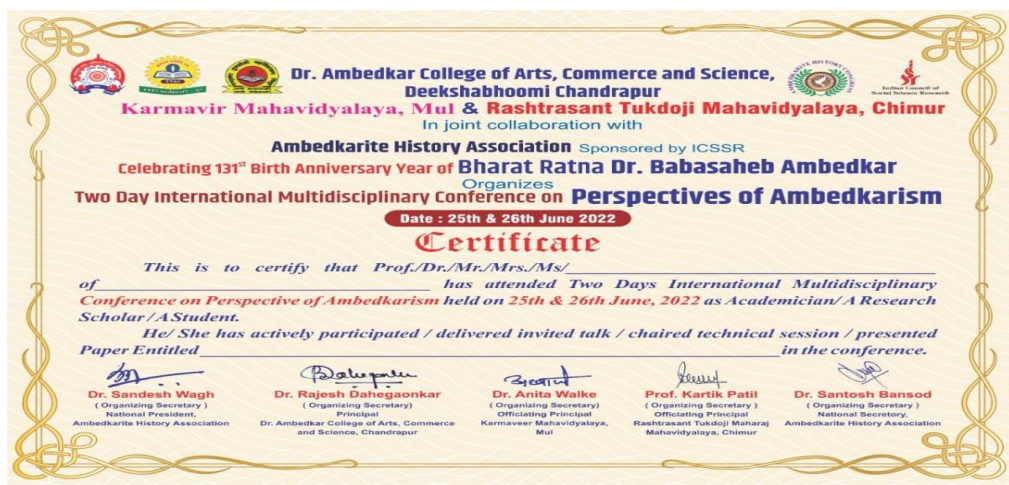 Dr. Ambedkar College of Arts, Commerce and Science,
Deekshabhoomi Chandrapur
Karmavir Mahavidyalaya, Mul & Rashtrasant Tukdoji Mahavidyalaya, Chimur
In joint collaboration with
Ambedkarite History Association Sponsored by ICSSR
Celebrating 131st Birth Anniversary Year of Bharat Ratna Dr. Babasaheb Ambedkar
Organizes
Two Day International Multidisciplinary Conference on Perspectives of Ambedkarism
Date : 25th & 26th June 2022
Certificate
This is to certify that Prof./Dr./Mr./Mrs./Ms/
of has attended Two Days International Multidisciplinary
Conference on Perspective of Ambedkarism held on 25th & 26th June, 2022 as Academician/ A Research
Scholar / A Student.
He/ She has actively participated / delivered invited talk / chaired technical session / presented
Paper Entitled in the conference.
Dr. Sandesh Wagh
( Organizing Secretary )
National President,
Ambedkarite History Association
Dr. Rajesh Dahegaonkar
( Organizing Secretary)
Principal
Dr. Ambedkar College of Arts, Commerce
and Science, Chandrapur
Dr. Anita Walke
( Organizing Secretary)
Officiating Principal
Karmaveer Mahavidyalaya,
Mul
Prof. Kartik Patil
( Organizing Secretary )
Officiating Principal
Rashtrasant Tukdoji Maharaj
Mahavidyalaya, Chimur
Dr. Santosh Bansod
( Organizing Secretary )
National Secretary,
Ambedkarite History Association
Indian Council of
Social Science Research